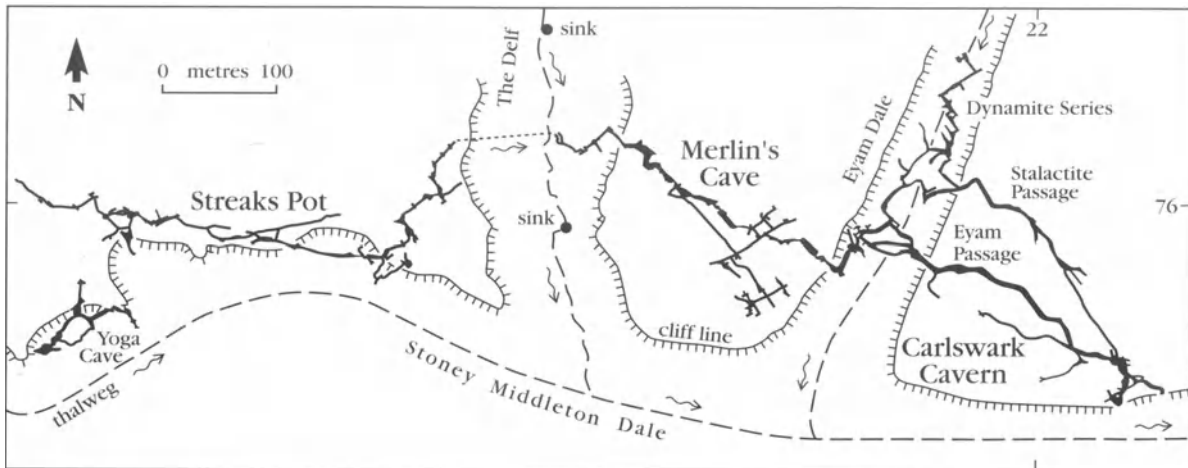 sink
22
The Delf
0 metres 100
N
Dynamite Series
Eyam Dale
Merlin's
Cave
Stalactite
Passage
Streaks Pot
76
sink
Eyam
Passage
Yoga
Cave
cliff line
Carlswark
Cavern
thalweg
Stoney Middleton Dale